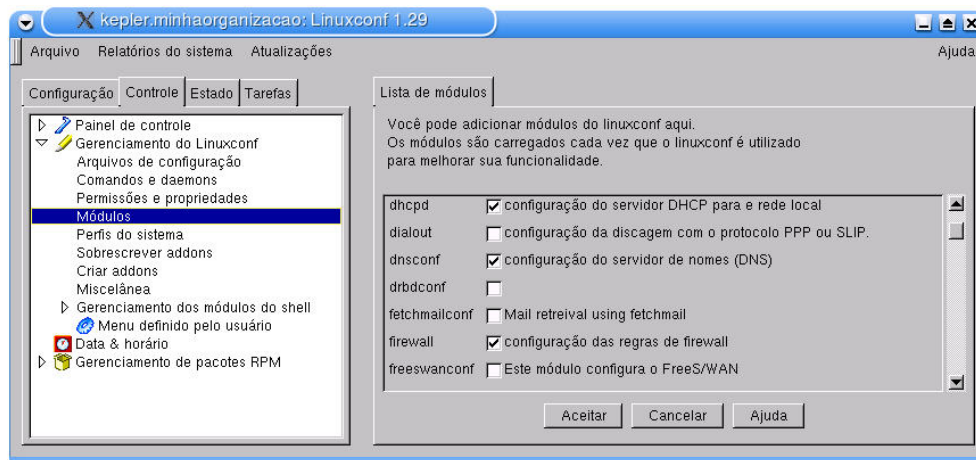 kepler.minhaorganizacao: Linuxconf 1.29
Arquivo Relatórios do sistema Atualizações Ajuda
Configuração Controle Estado Tarefas
Painel de controle
Gerenciamento do Linuxconf
Arquivos de configuração
Comandos e daemons
Permissões e propriedades
Módulos
Perfis do sistema
Sobrescrever addons
Criar addons
Miscelânea
Gerenciamento dos módulos do shell
Menu definido pelo usuário
Data & horário
Gerenciamento de pacotes RPM
Lista de módulos
Você pode adicionar módulos do linuxconf aqui.
Os módulos são carregados cada vez que o linuxconf é utilizado
para melhorar sua funcionalidade.
dhcpd configuração do servidor DHCP para e rede local
dialout configuração da discagem com o protocolo PPP ou SLIP.
dnsconf configuração do servidor de nomes (DNS)
drbdconf
fetchmailconf Mail retreival using fetchmail
firewall configuração das regras de firewall
freeswanconf Este módulo configura o FreeS/WAN
Aceitar Cancelar Ajuda